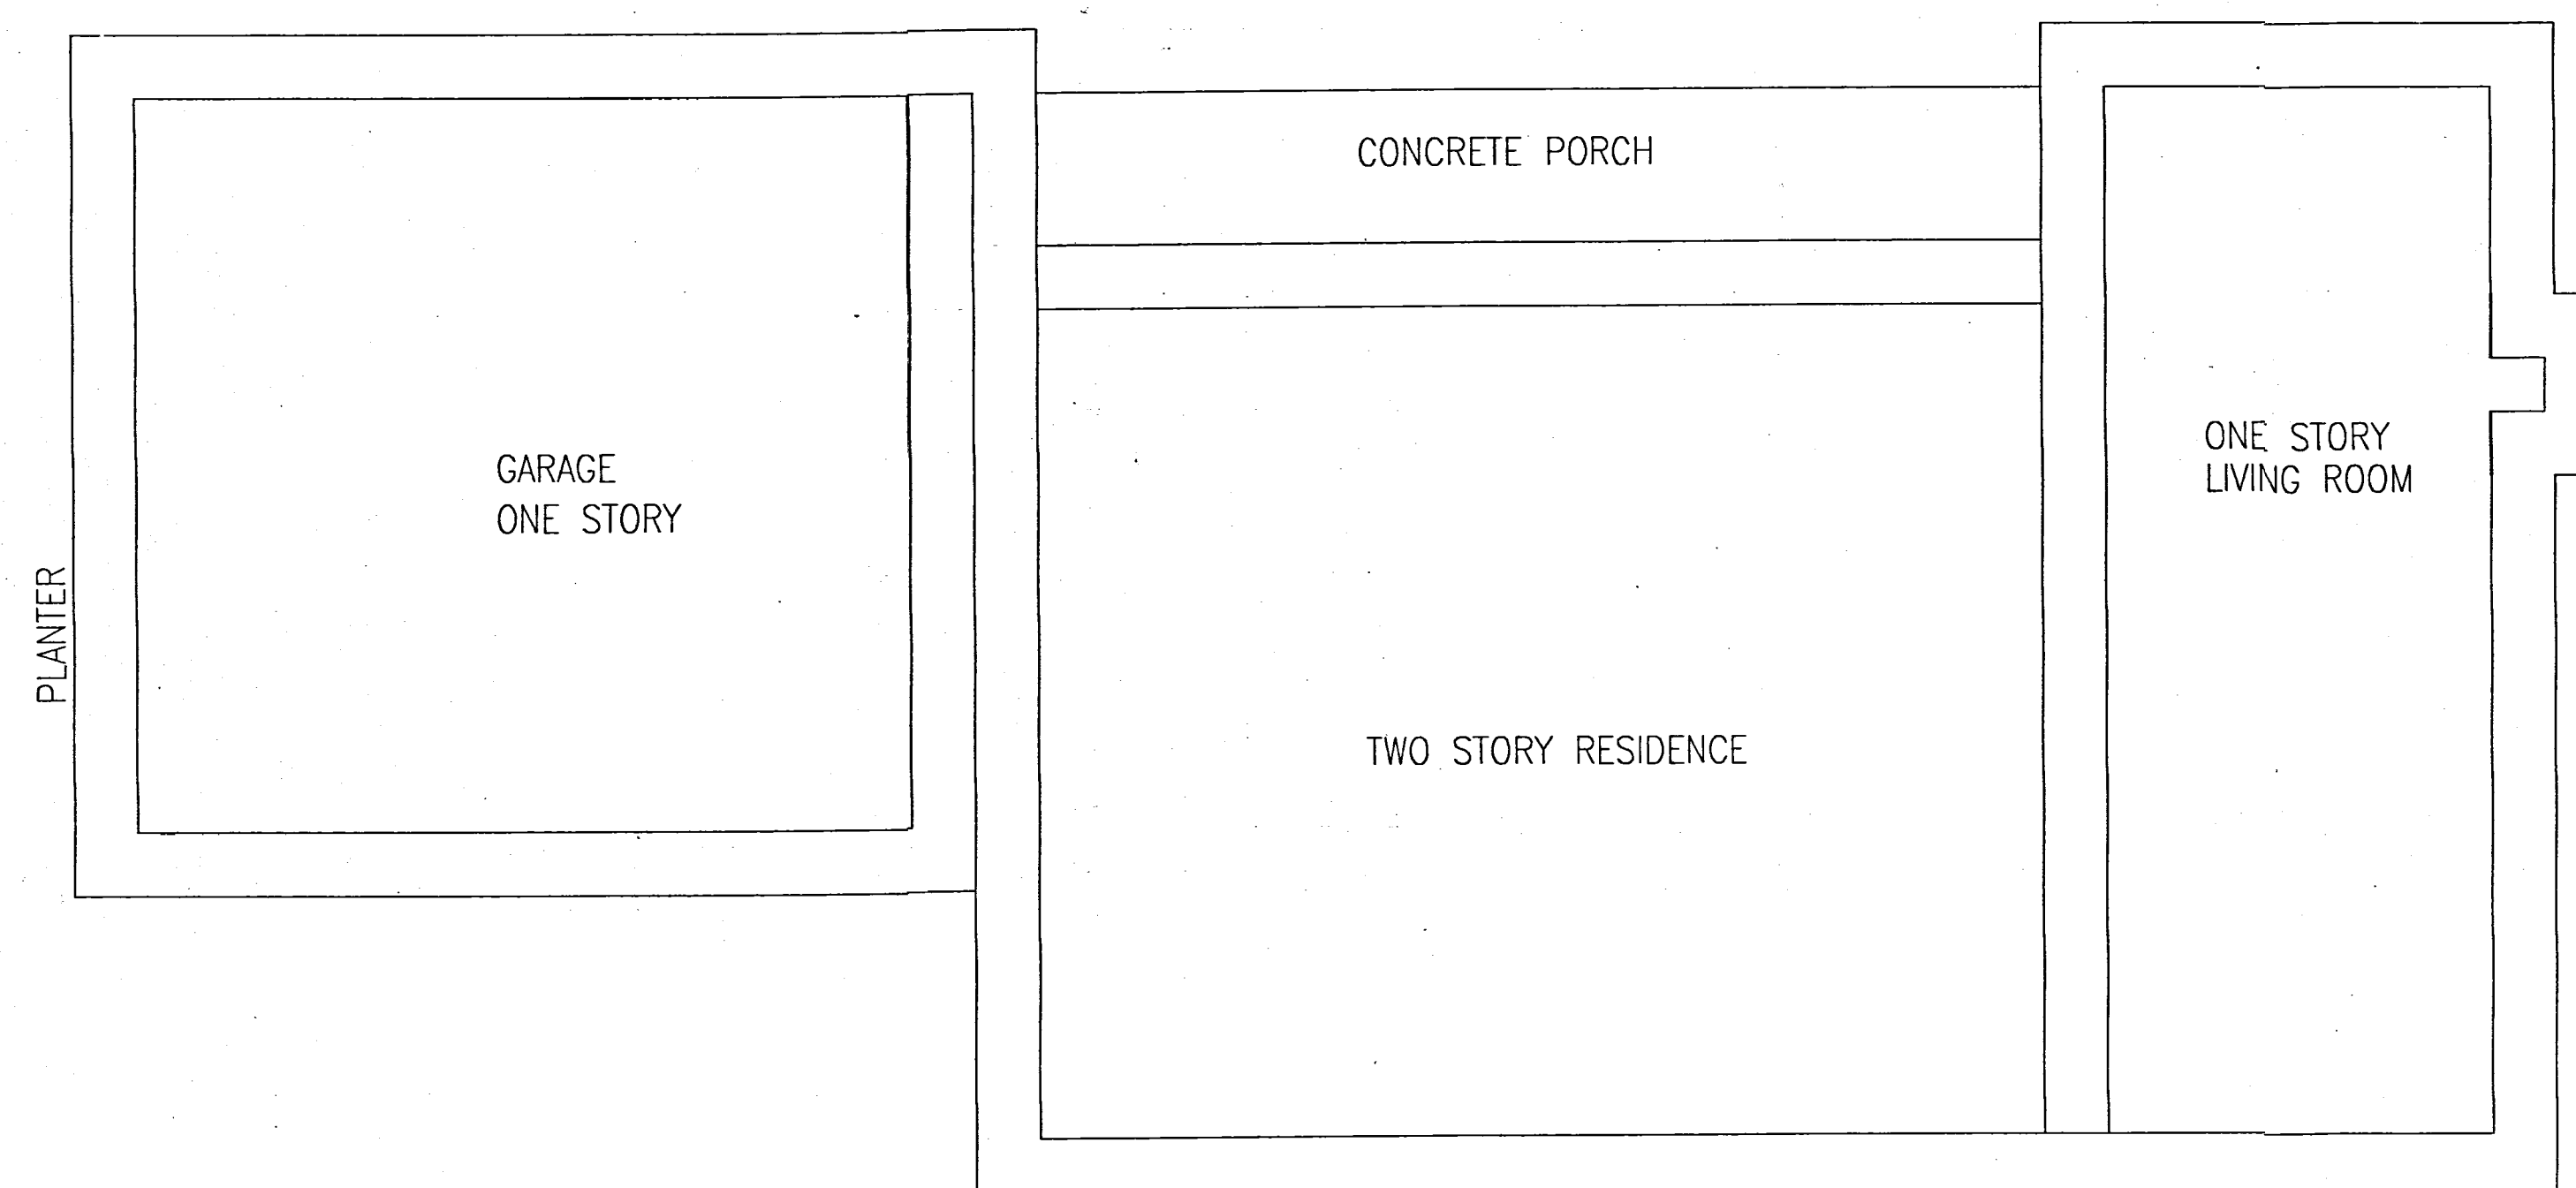 CONCRETE PORCH
GARAGE
ONE STORY
ONE STORY
LIVING ROOM
PLANTER
TWO STORY RESIDENCE